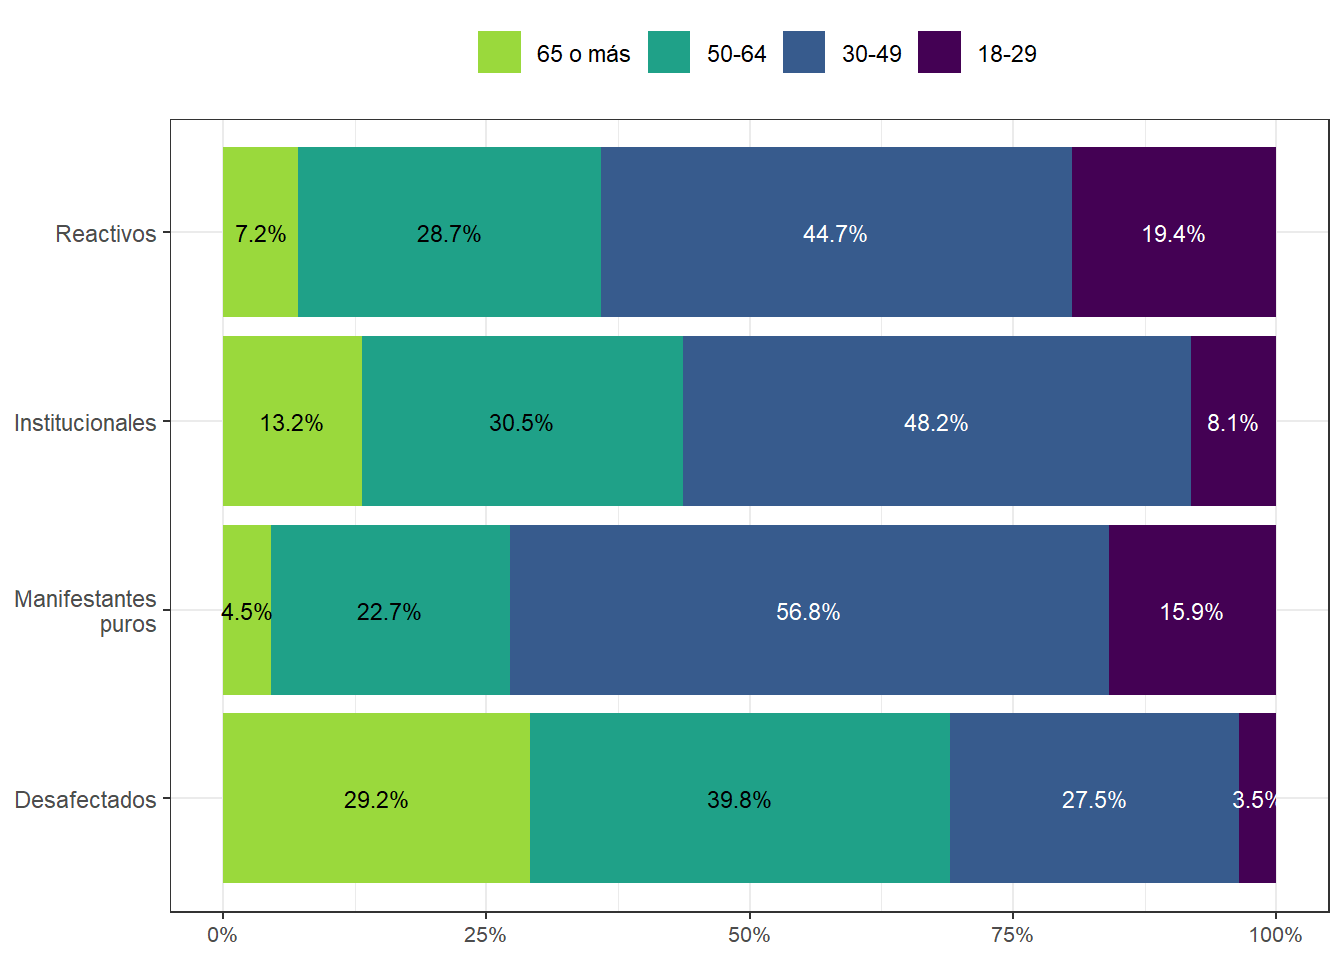 65 o más 50-64 30-49 18-29
Reactivos 7.2% 28.7% 44.7% 19.4%
Institucionales 13.2% 30.5% 48.2% 8.1%
Manifestantes
puros 4.5% 22.7% 56.8% 15.9%
Desafectados 29.2% 39.8% 27.5% 3.5%
0% 25% 50% 75% 100%